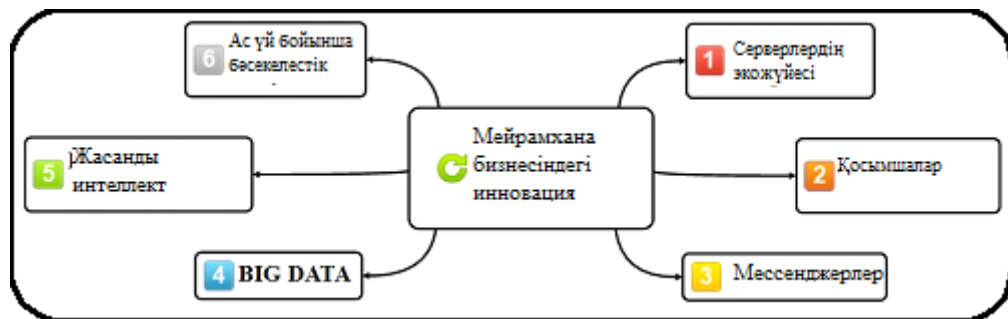 6
Ас үй бойынша
бәсекелестік
1
Серверлердің
экожүйесі
Мейрамхана
бизнесіндегі
инновация
5
Жасанды
интеллект
2
Қосымшалар
4
BIG DATA
3
Мессенджерлер